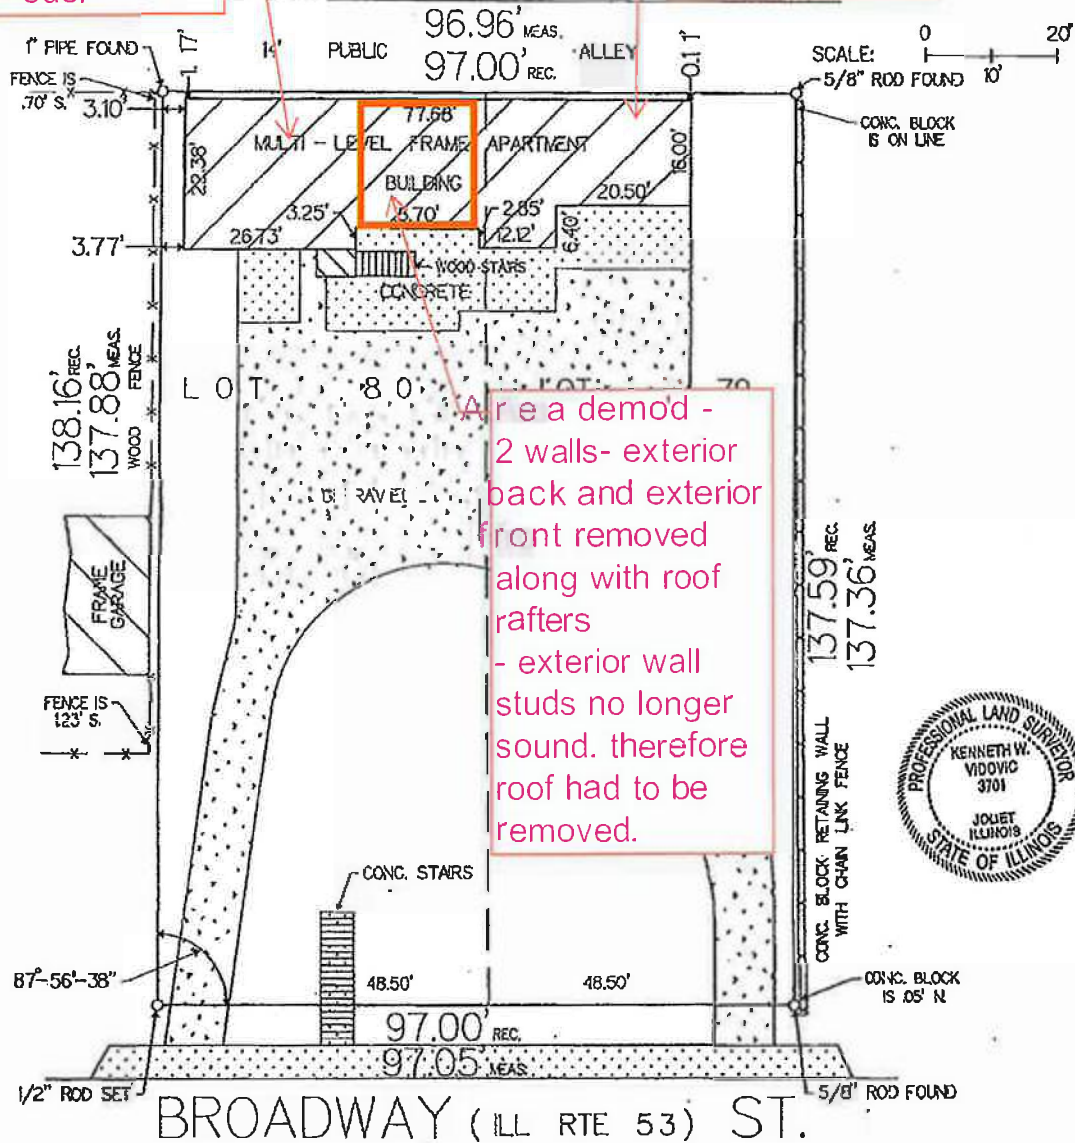 96.96' MEAS.
1" PIPE FOUND
1.17'
14' PUBLIC ALLEY
97.00' REC.
0.11'
SCALE:
0 20'
10'
FENCE IS
.70' S.
3.10'
5/8" ROD FOUND
CONC. BLOCK
IS ON LINE
77.68'
MULTI - LEVEL FRAME APARTMENT
BUILDING
22.38'
16.00'
20.50'
3.25'
15.70'
2.85'
12.12'
6.40'
3.77'
26.73'
WOOD STAIRS
CONCRETE
138.16' REC.
137.88' MEAS.
WOOD FENCE
LOT 80
LOT 79
Area demod -
2 walls- exterior
back and exterior
front removed
along with roof
rafters
- exterior wall
studs no longer
sound. therefore
roof had to be
removed.
GRAVEL
FRAME
GARAGE
137.59' REC.
137.36' MEAS.
FENCE IS
1.23' S.
CONC. BLOCK RETAINING WALL
WITH CHAIN LINK FENCE
PROFESSIONAL LAND SURVEYOR
KENNETH W.
VIDOVIC
3701
JOLIET
ILLINOIS
STATE OF ILLINOIS
CONC. STAIRS
87°-56'-38"
48.50'
48.50'
CONC. BLOCK
IS .05' N.
97.00' REC.
97.05' MEAS.
1/2" ROD SET
5/8" ROD FOUND
BROADWAY (ILL RTE 53) ST.